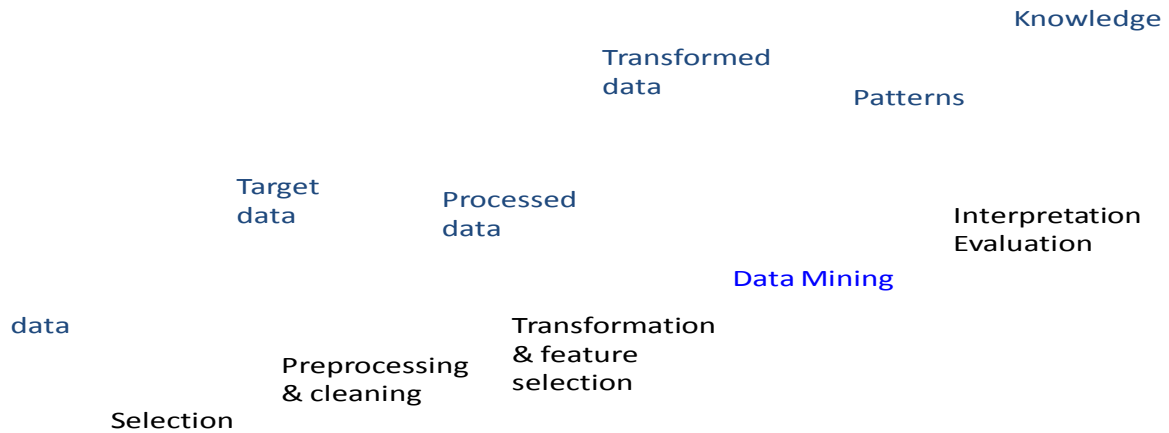 Knowledge
Transformed
data
Patterns
Target
data
Processed
data
Interpretation
Evaluation
Data Mining
data
Transformation
& feature
selection
Preprocessing
& cleaning
Selection